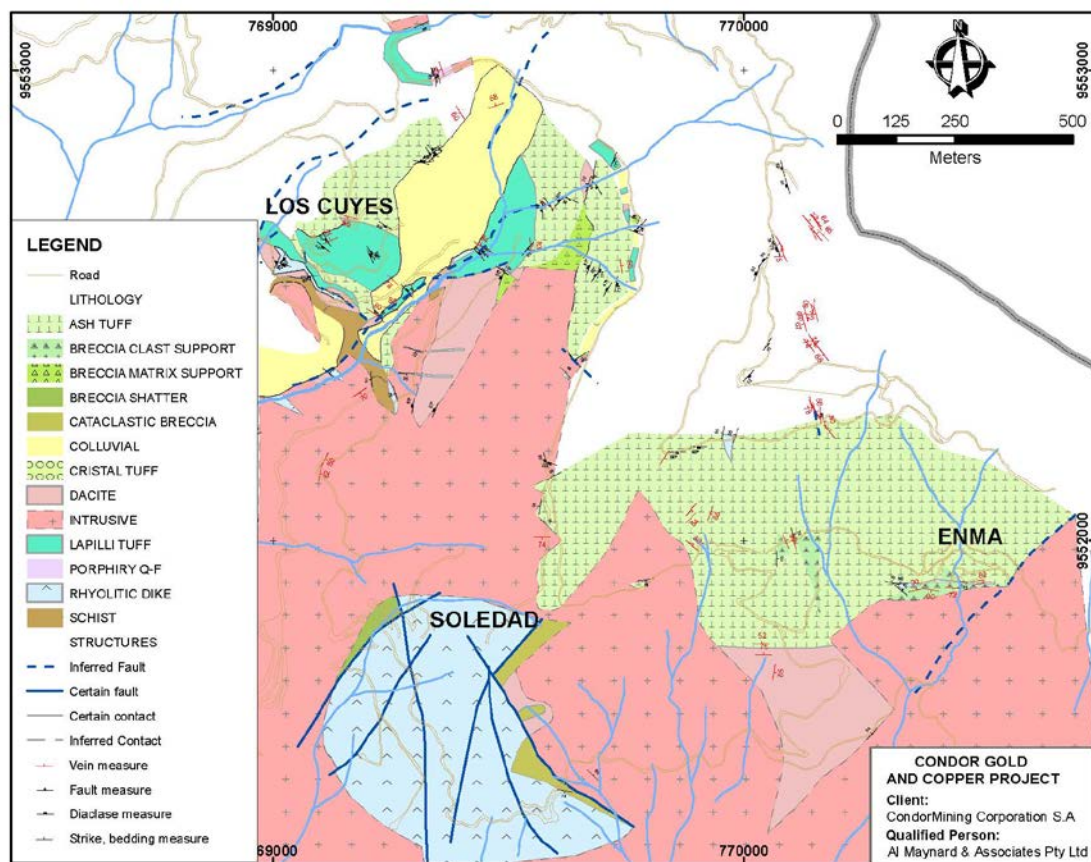 769000
770000
9553000
9553000
N
0 125 250 500
Meters
LOS CUYES
LEGEND
Road
LITHOLOGY
ASH TUFF
BRECCIA CLAST SUPPORT
BRECCIA MATRIX SUPPORT
BRECCIA SHATTER
CATACLASTIC BRECCIA
COLLUVIAL
CRISTAL TUFF
DACITE
INTRUSIVE
LAPILLI TUFF
PORPHIRY Q-F
RHYOLITIC DIKE
SCHIST
STRUCTURES
Inferred Fault
Certain fault
Certain contact
Inferred Contact
Vein measure
Fault measure
Diaclase measure
Strike, bedding measure
ENMA
9552000
SOLEDAD
74
CONDOR GOLD
AND COPPER PROJECT
Client:
CondorMining Corporation S.A
Qualified Person:
Al Maynard & Associates Pty Ltd
69000
770000